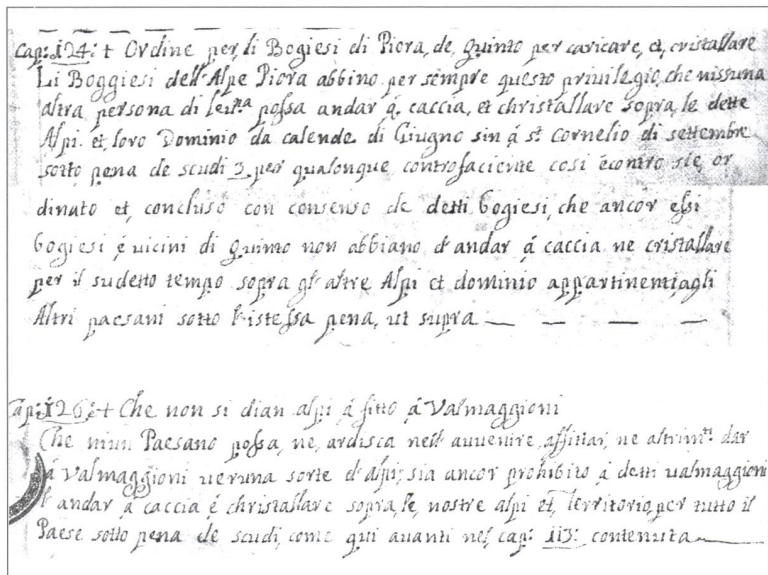 Cap: 124: + Ordine per li Bogiesi di Piora, de Quinto per caricare, et, cristallare
Li Boggiesi dell'Alpe Piora abbino per sempre questo privilegio, che nissuna
altra persona di possa andar á caccia, et christallare sopra, le dette
Alpi et, loro Dominio da calende di Giugno sin á st Cornelio di settembre
sotto pena de scudi 3 per qualonque controfaciente cosi econtro sie, or
dinato et, concluso con consenso de detti bogiesi, che ancor essi
bogiesi é vicini di Quinto non abbiano d'andar á caccia ne cristallare
per il sudetto tempo sopra gl'altre Alpi et dominio appartinenti, agli
Altri paesani sotto l'istessa pena, ut supra
Cap: 126: + Che non si dian alpi á fitto á Valmaggioni
Che niun Paesano possa, ne, ardisca nell'avvenire, affittar, ne altrim.ti dar
á Valmaggioni veruna sorte d'alpi; sia ancor prohibito á detti valmaggioni
l'andar á caccia é christallare sopra, le, nostre alpi et, Territorio, per tutto il
Paese sotto pena de scudi, come qui avanti nel cap: 113: contenuta